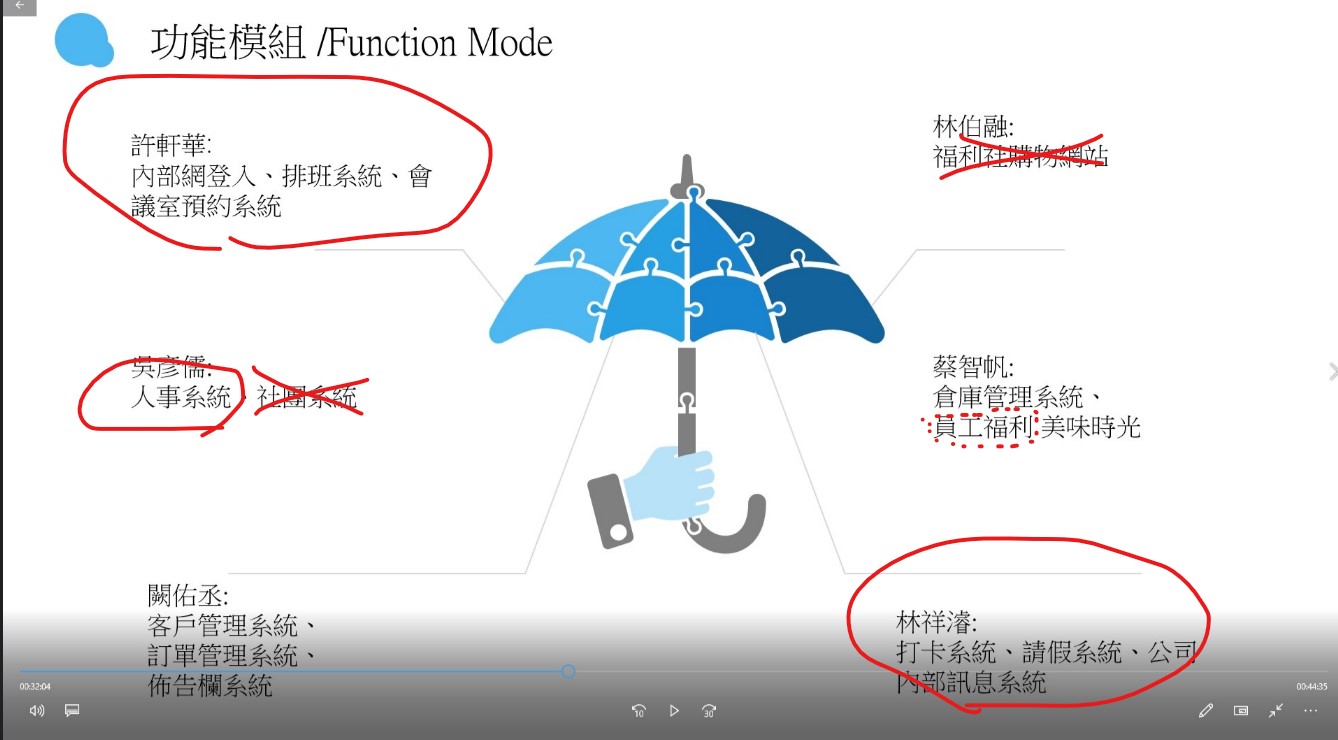 功能模組 /Function Mode
許軒華:
內部網登入、排班系統、會
議室預約系統
林伯融:
福利社購物網站
吳彥儒:
人事系統、社團系統
蔡智帆:
倉庫管理系統、
員工福利 美味時光
闕佑丞:
客戶管理系統、
訂單管理系統、
佈告欄系統
林祥濬:
打卡系統、請假系統、公司
內部訊息系統
00:32:04
00:44:35
10
30